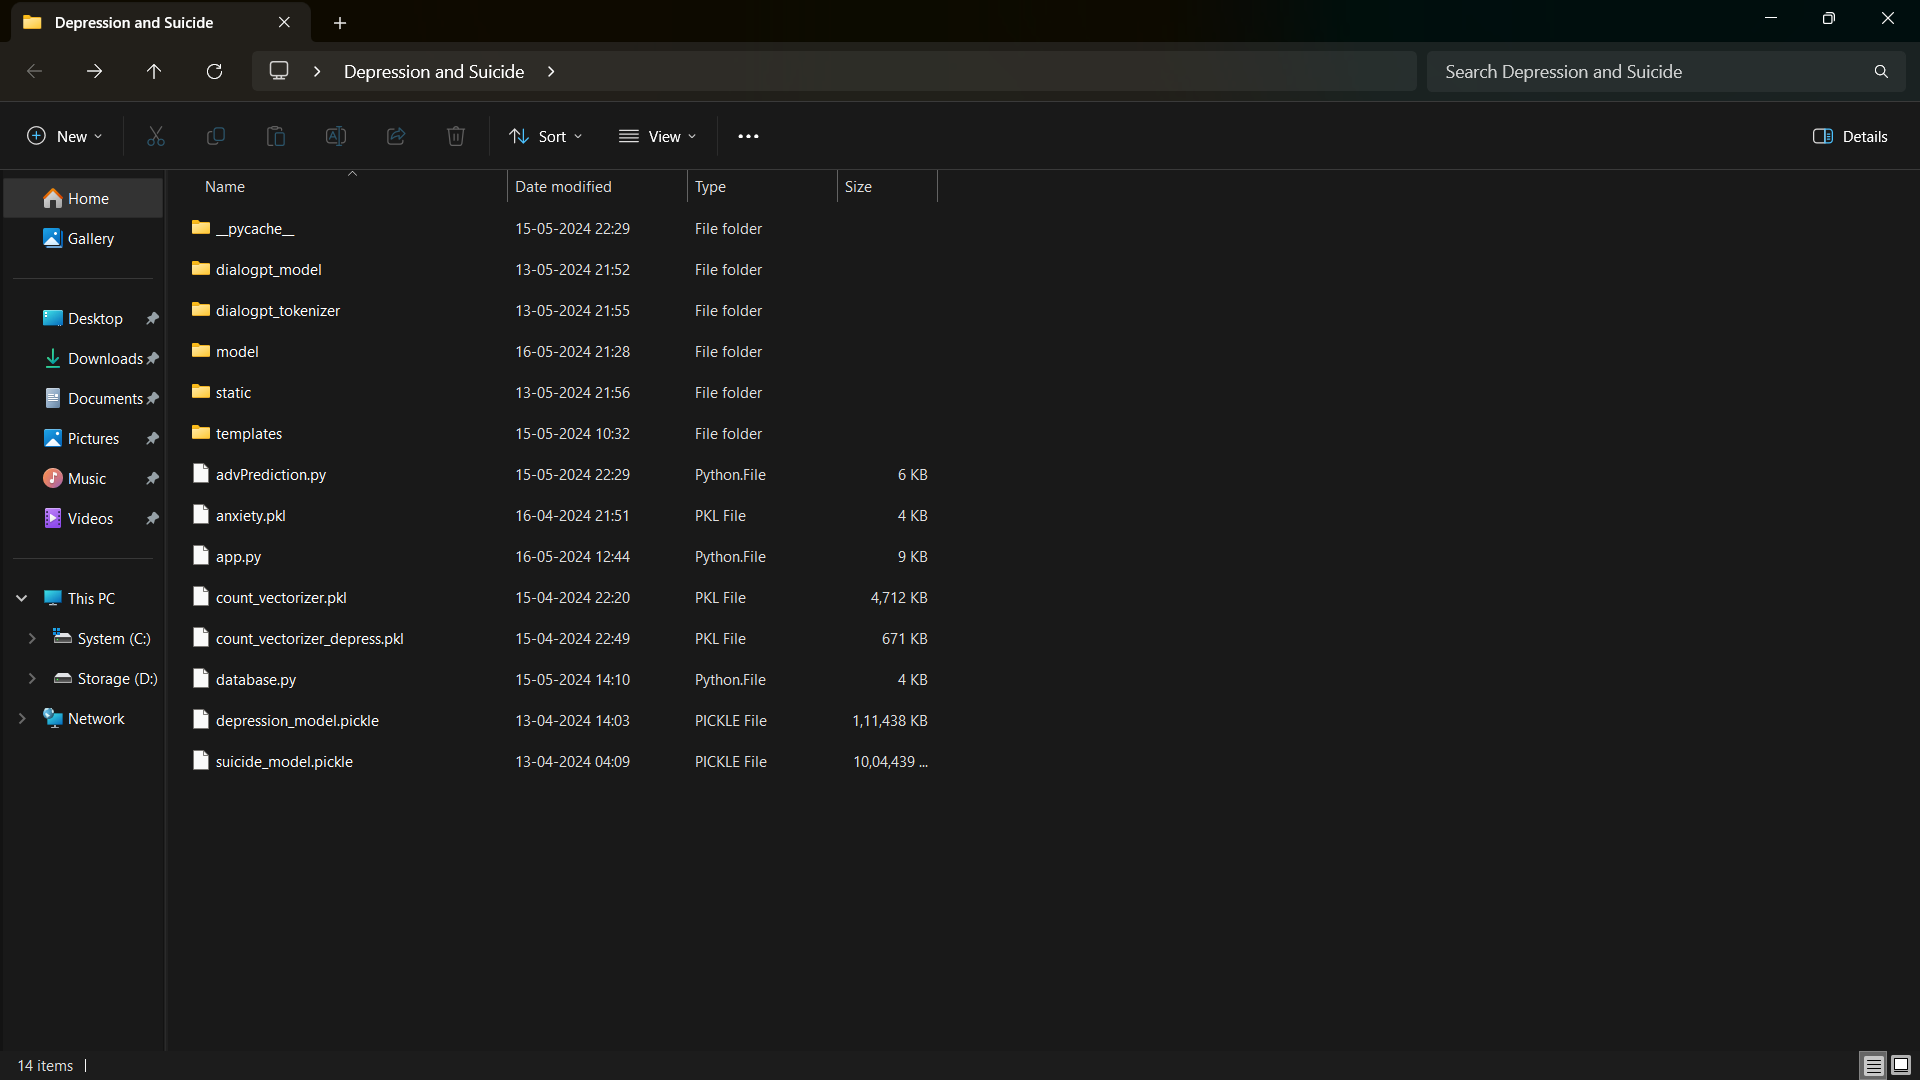 Depression and Suicide
Depression and Suicide
Search Depression and Suicide
New
Sort
View
Details
Name Date modified Type Size
Home
Gallery
Desktop
Downloads
Documents
Pictures
Music
Videos
This PC
System (C:)
Storage (D:)
Network
__pycache__ 15-05-2024 22:29 File folder
dialogpt_model 13-05-2024 21:52 File folder
dialogpt_tokenizer 13-05-2024 21:55 File folder
model 16-05-2024 21:28 File folder
static 13-05-2024 21:56 File folder
templates 15-05-2024 10:32 File folder
advPrediction.py 15-05-2024 22:29 Python.File 6 KB
anxiety.pkl 16-04-2024 21:51 PKL File 4 KB
app.py 16-05-2024 12:44 Python.File 9 KB
count_vectorizer.pkl 15-04-2024 22:20 PKL File 4,712 KB
count_vectorizer_depress.pkl 15-04-2024 22:49 PKL File 671 KB
database.py 15-05-2024 14:10 Python.File 4 KB
depression_model.pickle 13-04-2024 14:03 PICKLE File 1,11,438 KB
suicide_model.pickle 13-04-2024 04:09 PICKLE File 10,04,439 ...
14 items